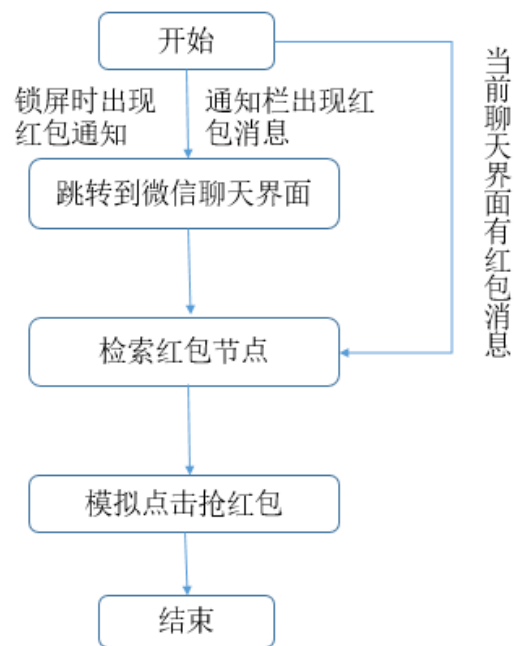 开始
锁屏时出现
红包通知
通知栏出现红
包消息
当前聊天界面有红包消息
跳转到微信聊天界面
检索红包节点
模拟点击抢红包
结束